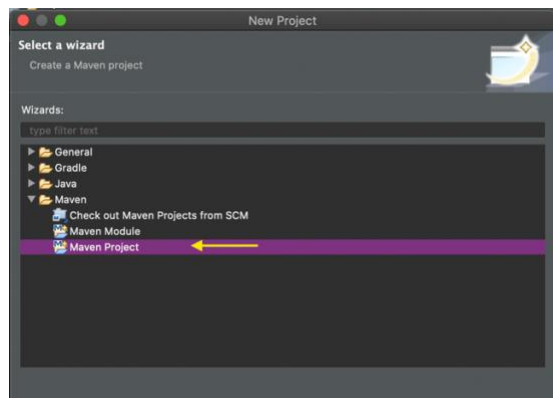 New Project
Select a wizard
Create a Maven project
Wizards:
type filter text
General
Gradle
Java
Maven
Check out Maven Projects from SCM
Maven Module
Maven Project